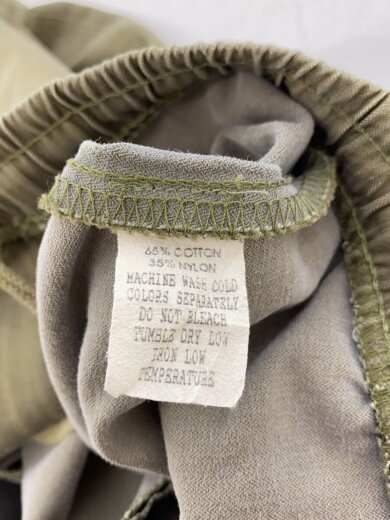 65% COTTON
35% NYLON
MACHINE WASH COLD
COLORS SEPARATELY
DO NOT BLEACH
TUMBLE DRY LOW
IRON LOW
TEMPERATURE